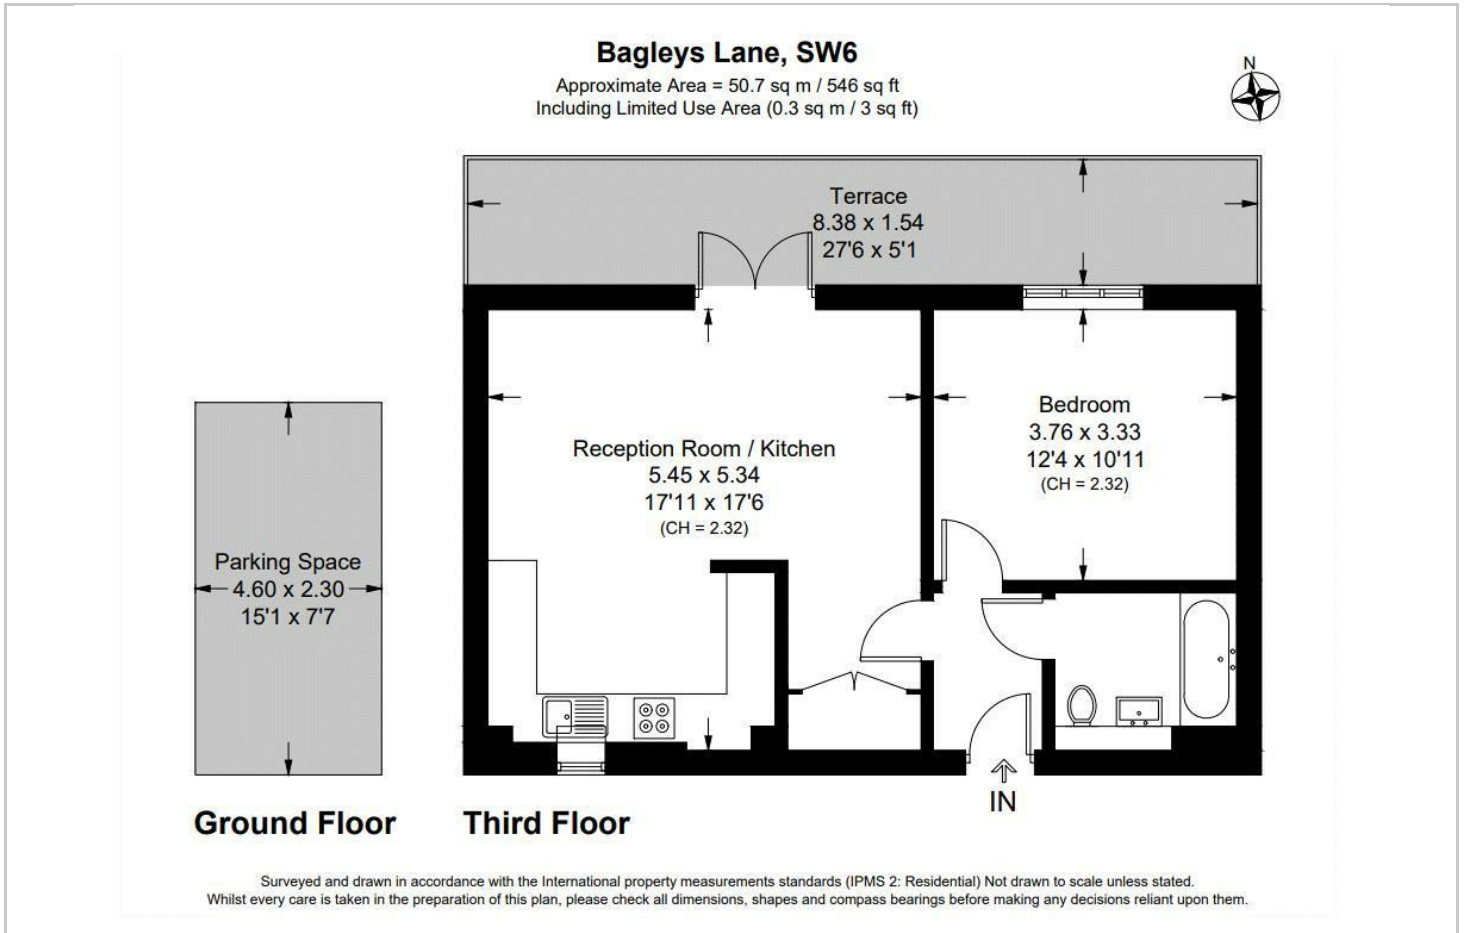 Bagleys Lane, SW6
Approximate Area = 50.7 sq m / 546 sq ft
Including Limited Use Area (0.3 sq m / 3 sq ft)
N
Terrace
8.38 x 1.54
27'6 x 5'1
Reception Room / Kitchen
5.45 x 5.34
17'11 x 17'6
(CH = 2.32)
Bedroom
3.76 x 3.33
12'4 x 10'11
(CH = 2.32)
Parking Space
4.60 x 2.30
15'1 x 7'7
IN
Ground Floor
Third Floor
Surveyed and drawn in accordance with the International property measurements standards (IPMS 2: Residential) Not drawn to scale unless stated.
Whilst every care is taken in the preparation of this plan, please check all dimensions, shapes and compass bearings before making any decisions reliant upon them.